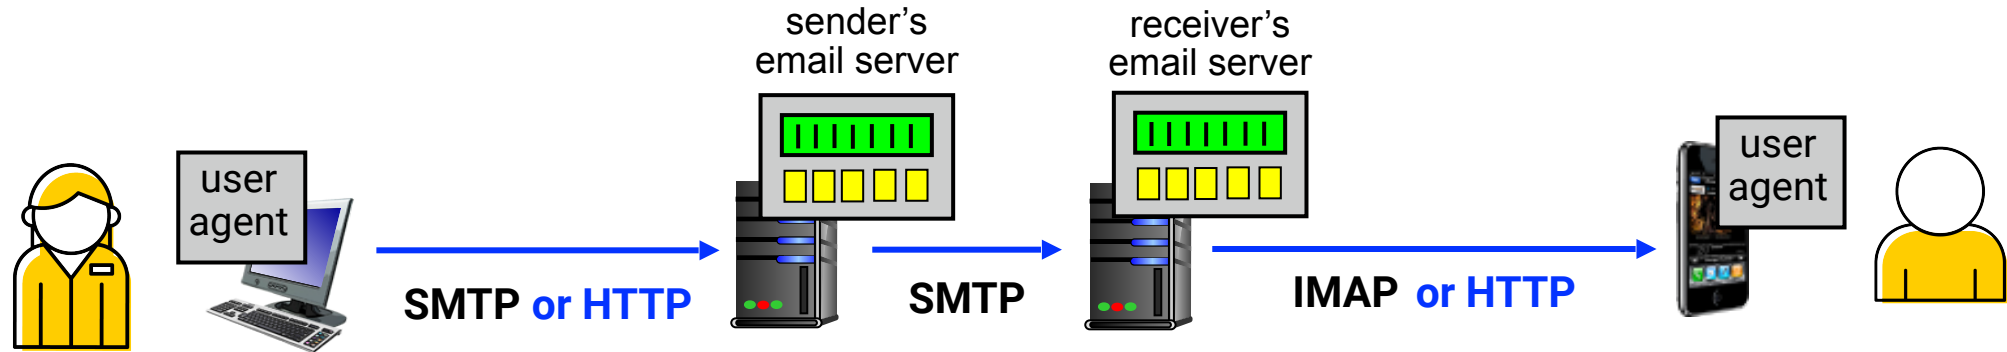 sender's
email server
receiver's
email server
user
agent
user
agent
SMTP or HTTP
SMTP
IMAP or HTTP